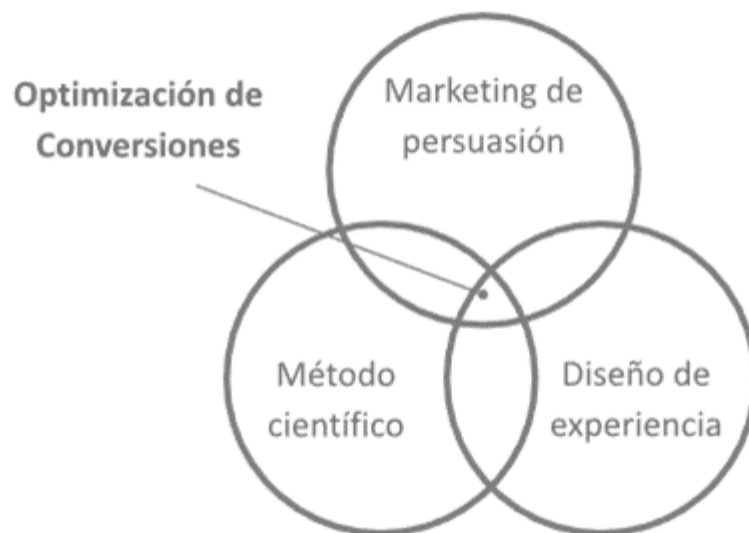 Optimización de
Conversiones
Marketing de
persuasión
Método
científico
Diseño de
experiencia